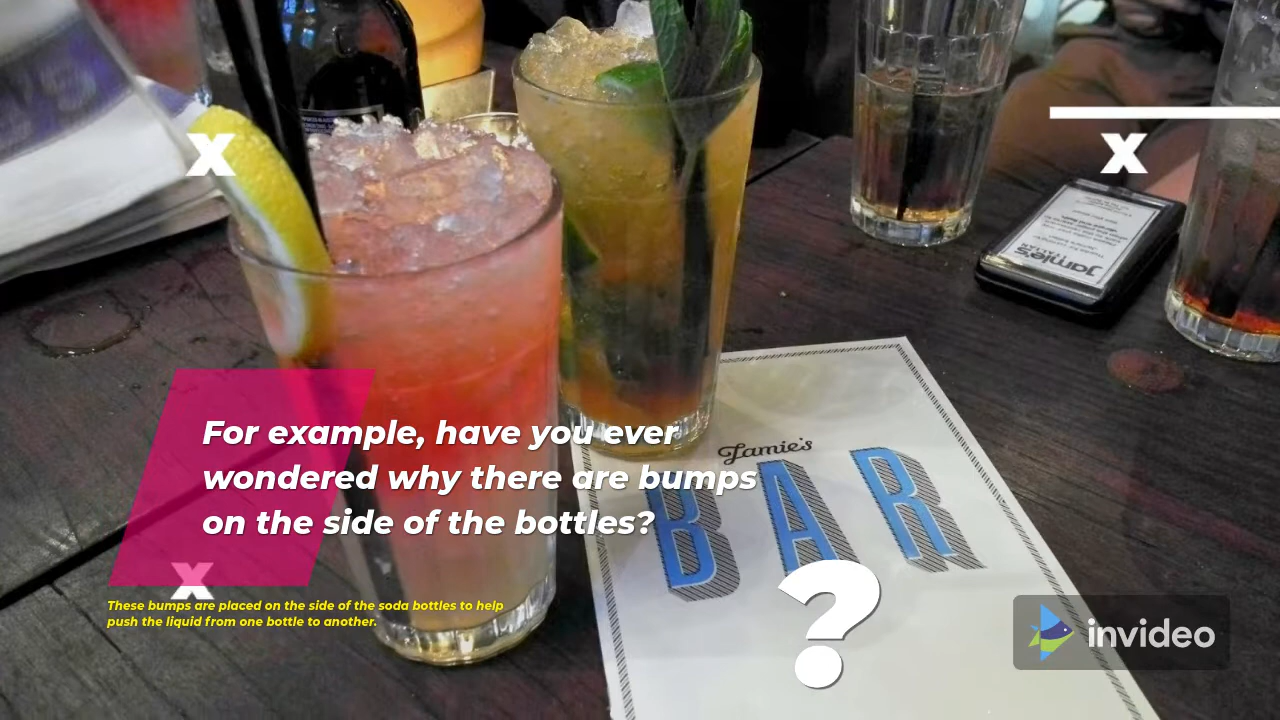 x
x
Jamie's
ITALIAN
For example, have you ever
wondered why there are bumps
on the side of the bottles?
Jamie's
BAR
x
These bumps are placed on the side of the soda bottles to help
push the liquid from one bottle to another.
?
invideo